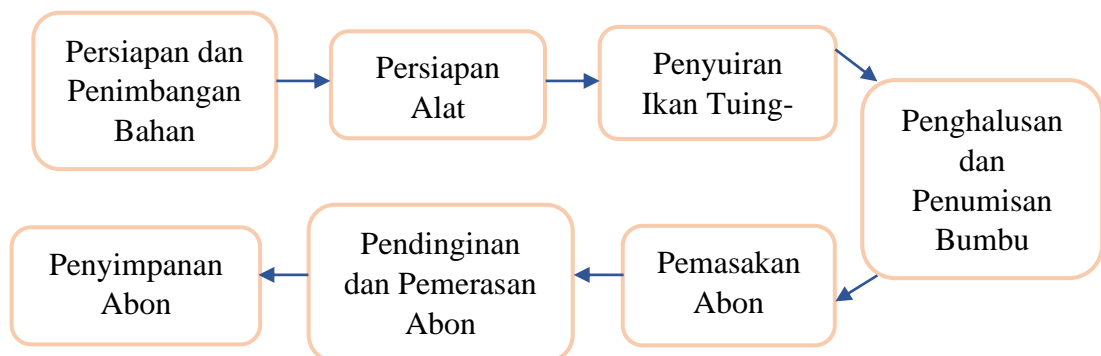 Persiapan dan
Penimbangan
Bahan
Persiapan
Alat
Penyuiran
Ikan Tuing-
Penghalusan
dan
Penumisan
Bumbu
Pemasakan
Abon
Pendinginan
dan Pemerasan
Abon
Penyimpanan
Abon